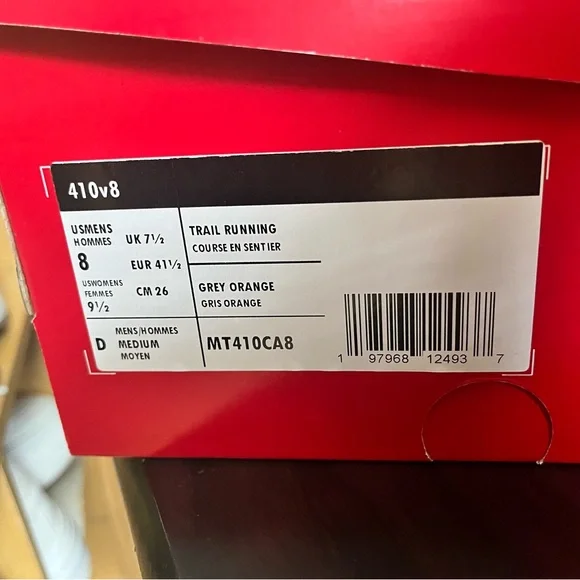 410v8
USMENS
HOMMES
8
UK 7½
EUR 41½
CM 26
USWOMENS
FEMMES
9½
D
MENS/HOMMES
MEDIUM
MOYEN
TRAIL RUNNING
COURSE EN SENTIER
GREY ORANGE
GRIS ORANGE
MT410CA8
1 97968 12493 7